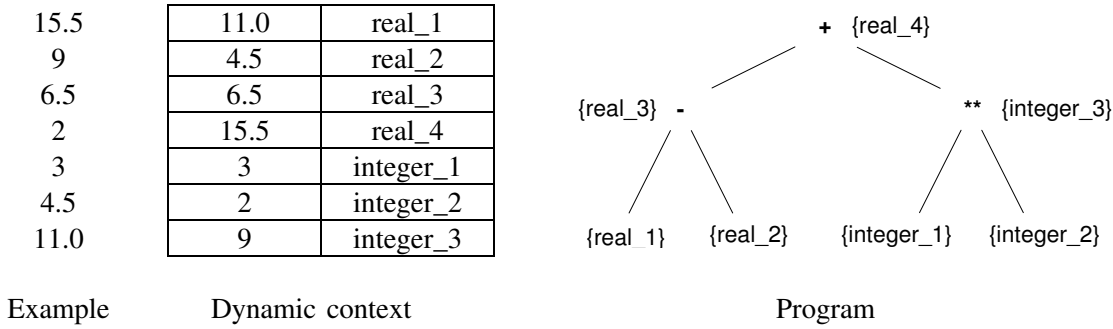 15.5 11.0 real_1 + {real_4}
9 4.5 real_2
6.5 6.5 real_3 {real_3} - ** {integer_3}
2 15.5 real_4
3 3 integer_1
4.5 2 integer_2
11.0 9 integer_3 {real_1} {real_2} {integer_1} {integer_2}
Example Dynamic context Program